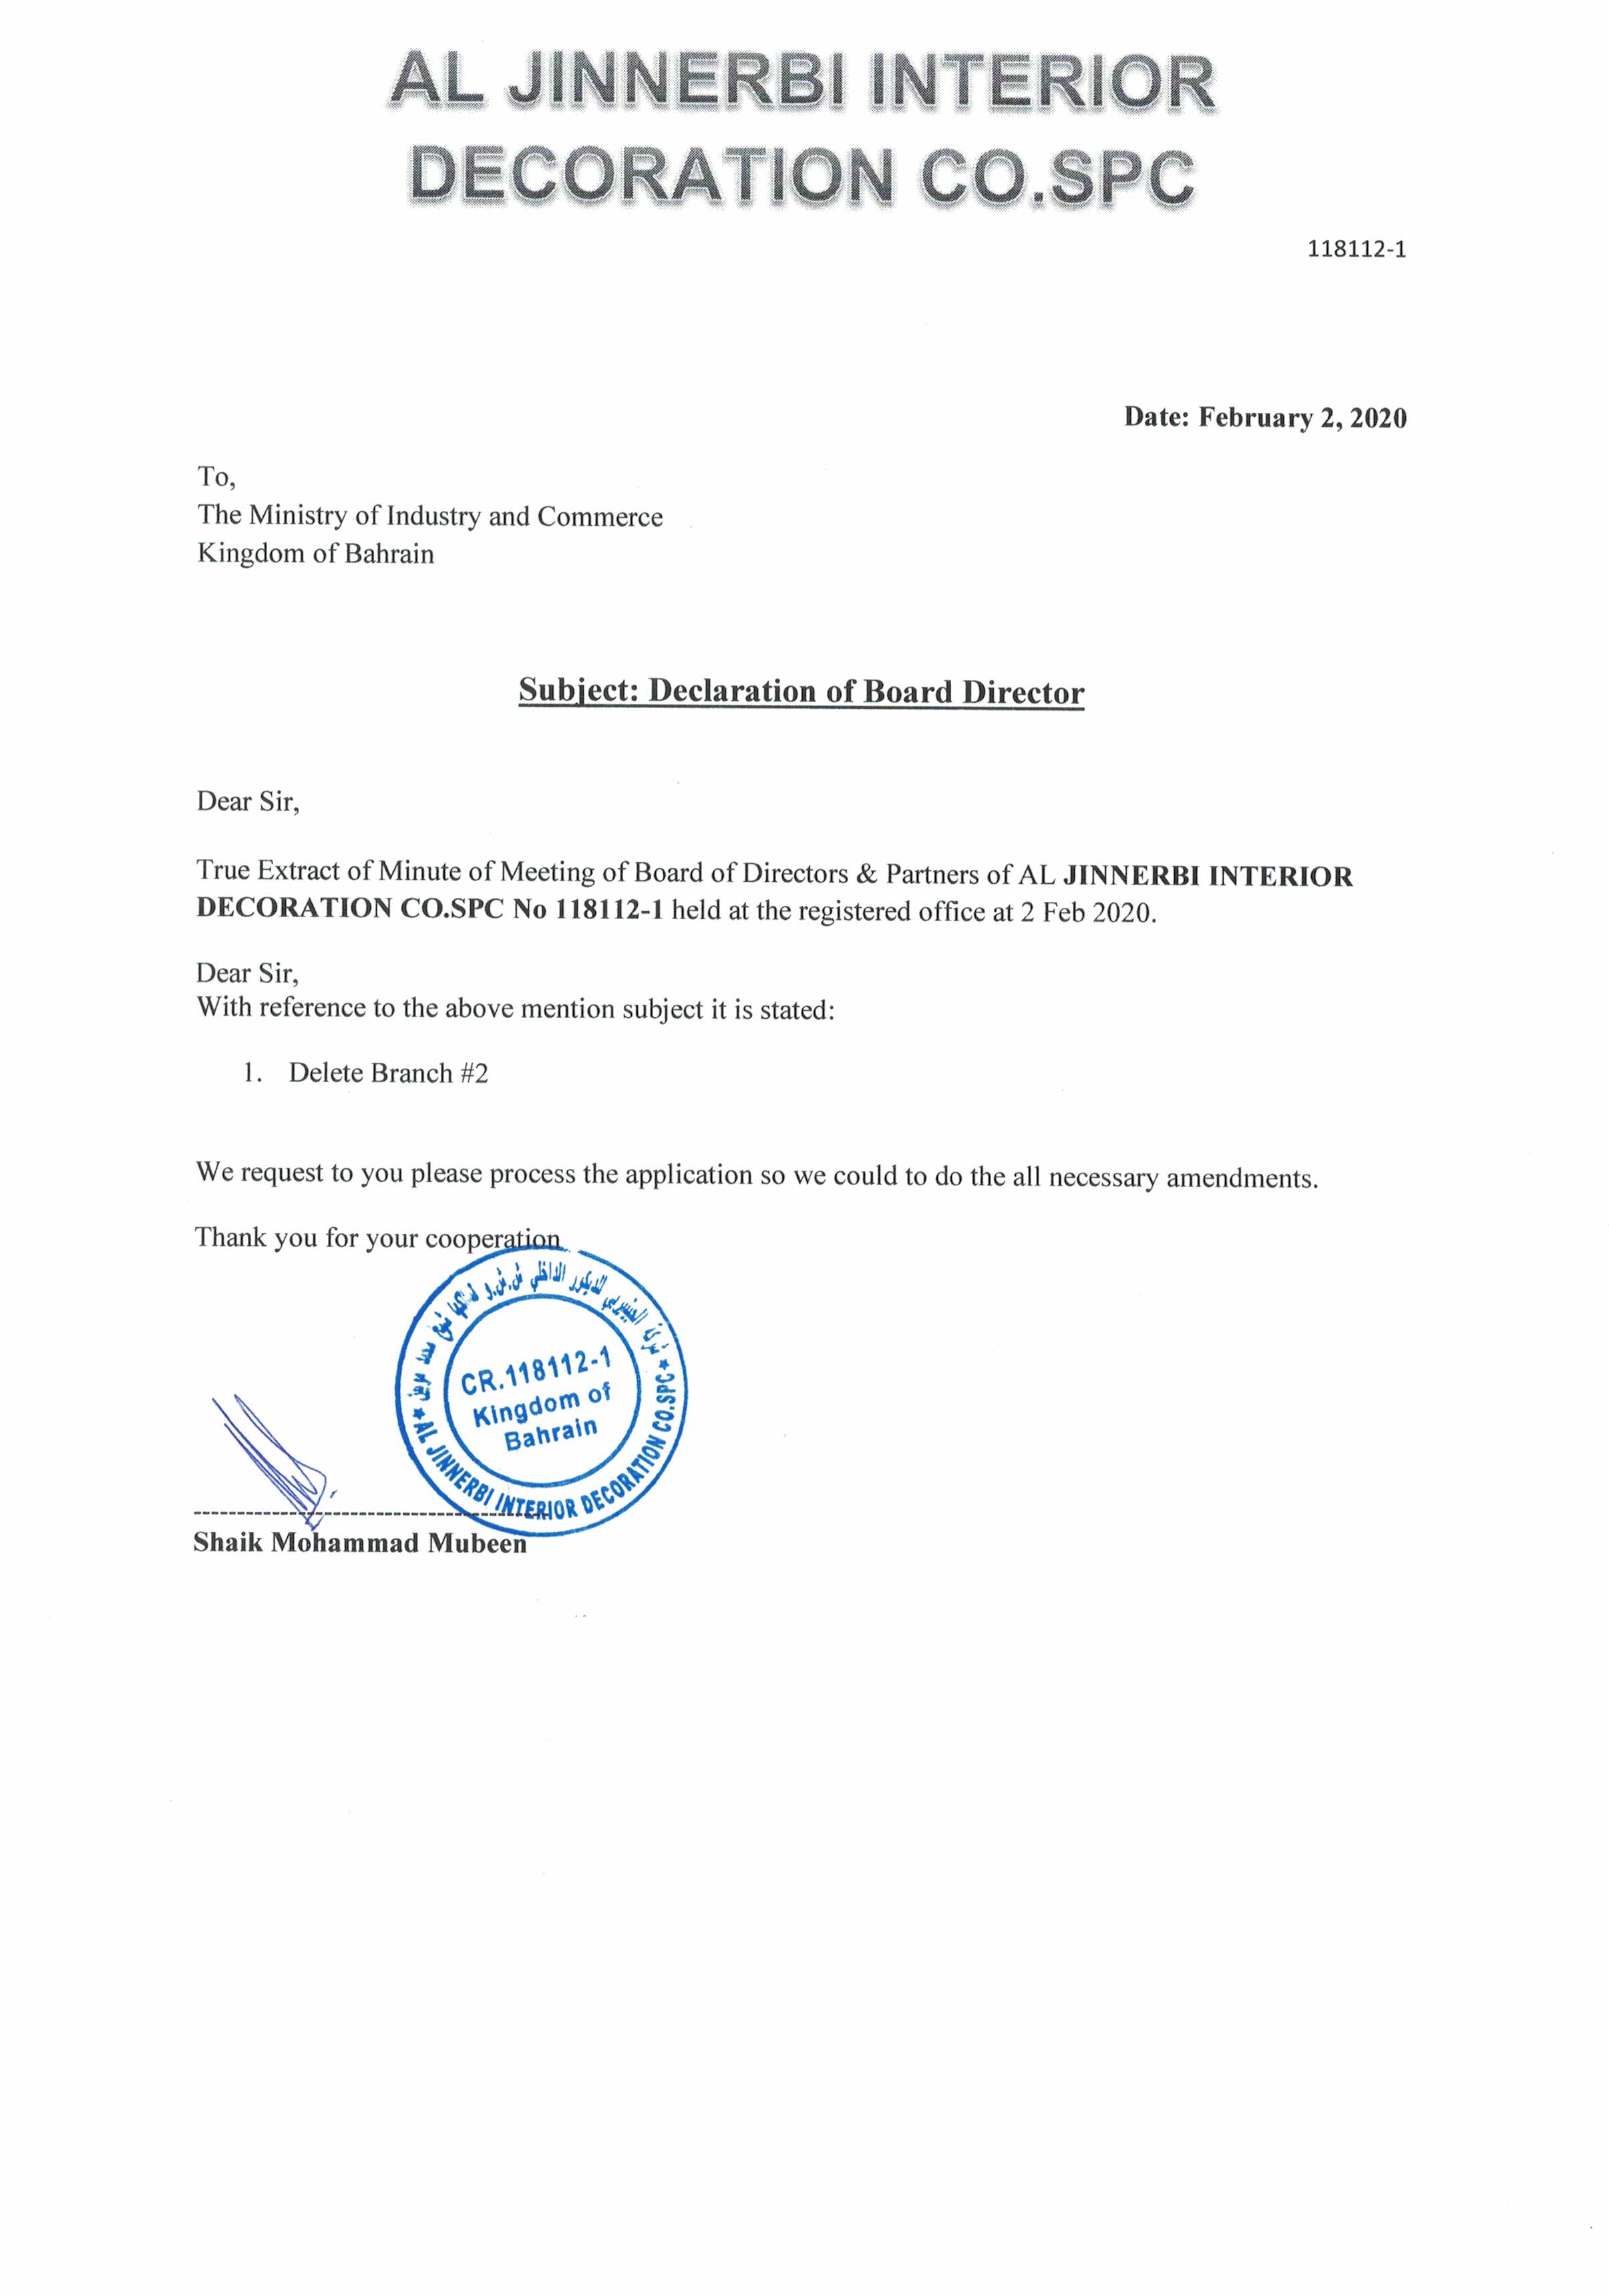 AL JINNERBI INTERIOR
DECORATION CO.SPC
118112-1
Date: February 2, 2020
To,
The Ministry of Industry and Commerce
Kingdom of Bahrain
Subject: Declaration of Board Director
Dear Sir,
True Extract of Minute of Meeting of Board of Directors & Partners of AL JINNERBI INTERIOR
DECORATION CO.SPC No 118112-1 held at the registered office at 2 Feb 2020.
Dear Sir,
With reference to the above mention subject it is stated:
1. Delete Branch #2
We request to you please process the application so we could to do the all necessary amendments.
Thank you for your cooperation
شركة الجنيربي للديكور الداخلي ش.ش.و
CR.118112-1
Kingdom of
Bahrain
AL JINNERBI INTERIOR DECORATION CO.SPC
Shaik Mohammad Mubeen